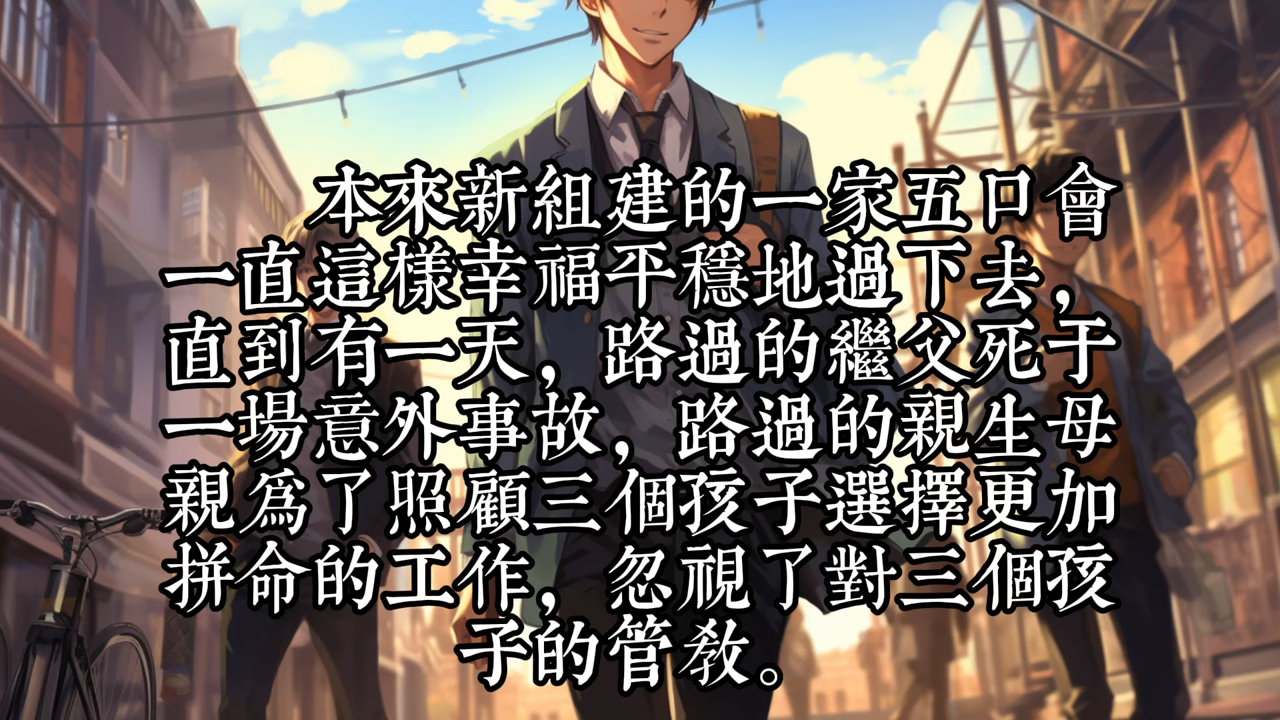 本來新組建的一家五口會
一直這樣幸福平穩地過下去，
直到有一天，路過的繼父死于
一場意外事故，路過的親生母
親爲了照顧三個孩子選擇更加
拼命的工作，忽視了對三個孩
子的管教。